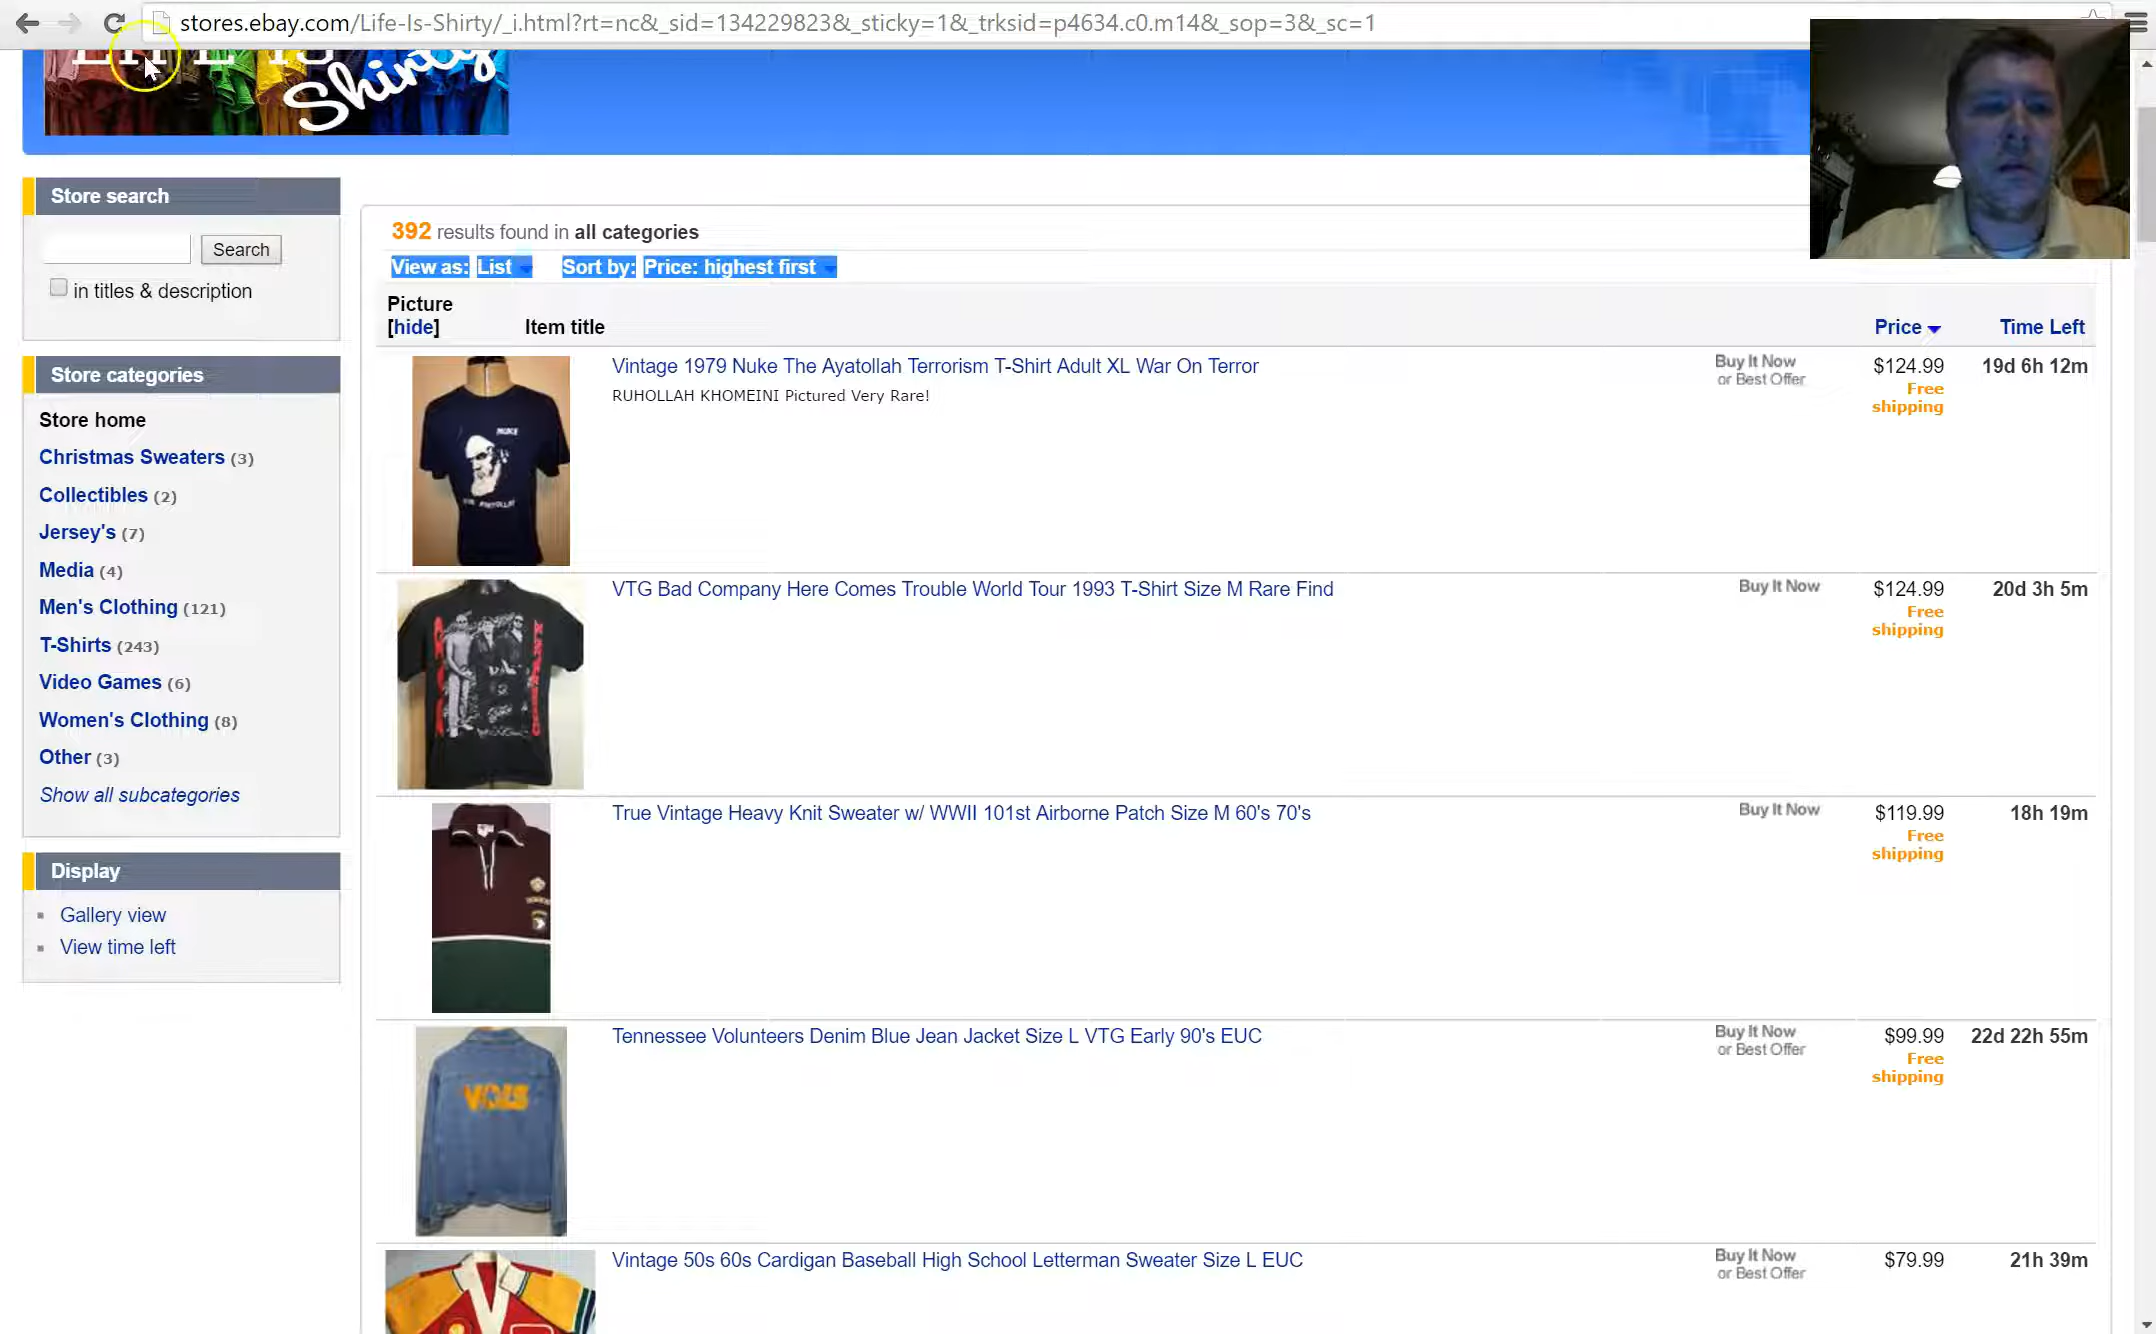 stores.ebay.com/Life-Is-Shirty/_i.html?rt=nc&_sid=134229823&_sticky=1&_trksid=p4634.c0.m14&_sop=3&_sc=1
LIFE IS
Shirty
Store search
Search
in titles & description
Store categories
Store home
Christmas Sweaters (3)
Collectibles (2)
Jersey's (7)
Media (4)
Men's Clothing (121)
T-Shirts (243)
Video Games (6)
Women's Clothing (8)
Other (3)
Show all subcategories
Display
Gallery view
View time left
392 results found in all categories
View as: List Sort by: Price: highest first
Picture
[hide] Item title Price Time Left
Vintage 1979 Nuke The Ayatollah Terrorism T-Shirt Adult XL War On Terror
RUHOLLAH KHOMEINI Pictured Very Rare!
Buy It Now
or Best Offer
$124.99
Free
shipping
19d 6h 12m
NUKE
VTG Bad Company Here Comes Trouble World Tour 1993 T-Shirt Size M Rare Find
Buy It Now
$124.99
Free
shipping
20d 3h 5m
True Vintage Heavy Knit Sweater w/ WWII 101st Airborne Patch Size M 60's 70's
Buy It Now
$119.99
Free
shipping
18h 19m
Tennessee Volunteers Denim Blue Jean Jacket Size L VTG Early 90's EUC
Buy It Now
or Best Offer
$99.99
Free
shipping
22d 22h 55m
VOLS
Vintage 50s 60s Cardigan Baseball High School Letterman Sweater Size L EUC
Buy It Now
or Best Offer
$79.99
21h 39m